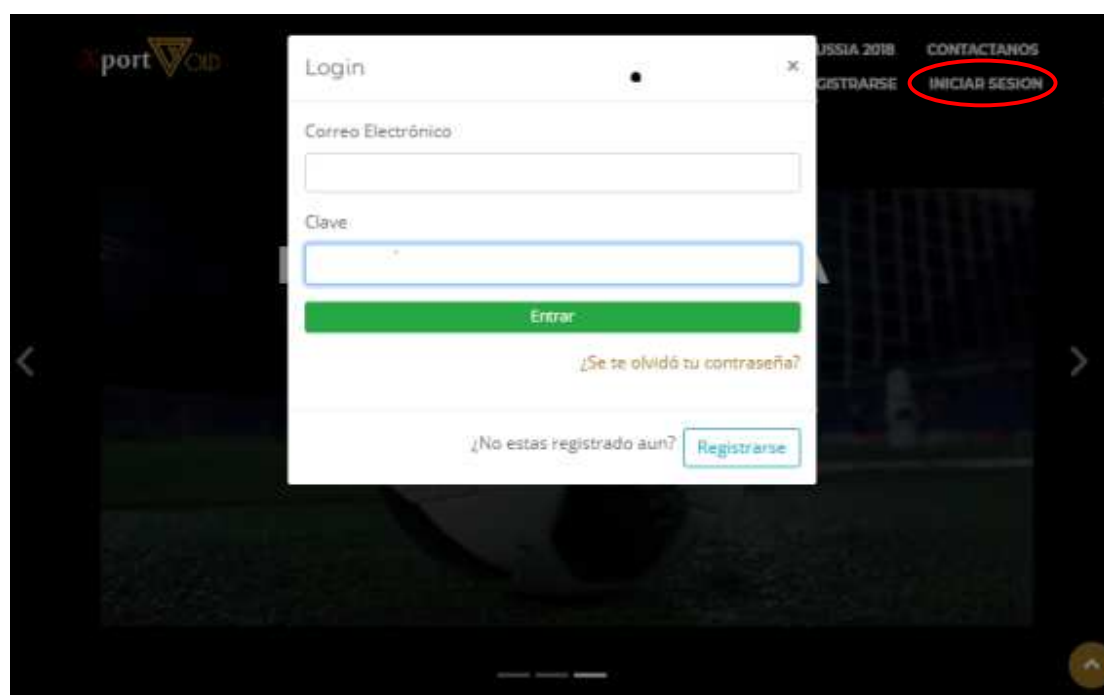 Xport
Login ×
USSIA 2018 CONTACTANOS
GISTRARSE INICIAR SESION
Correo Electrónico
Clave
Entrar
¿Se te olvidó tu contraseña?
¿No estas registrado aun? Registrarse